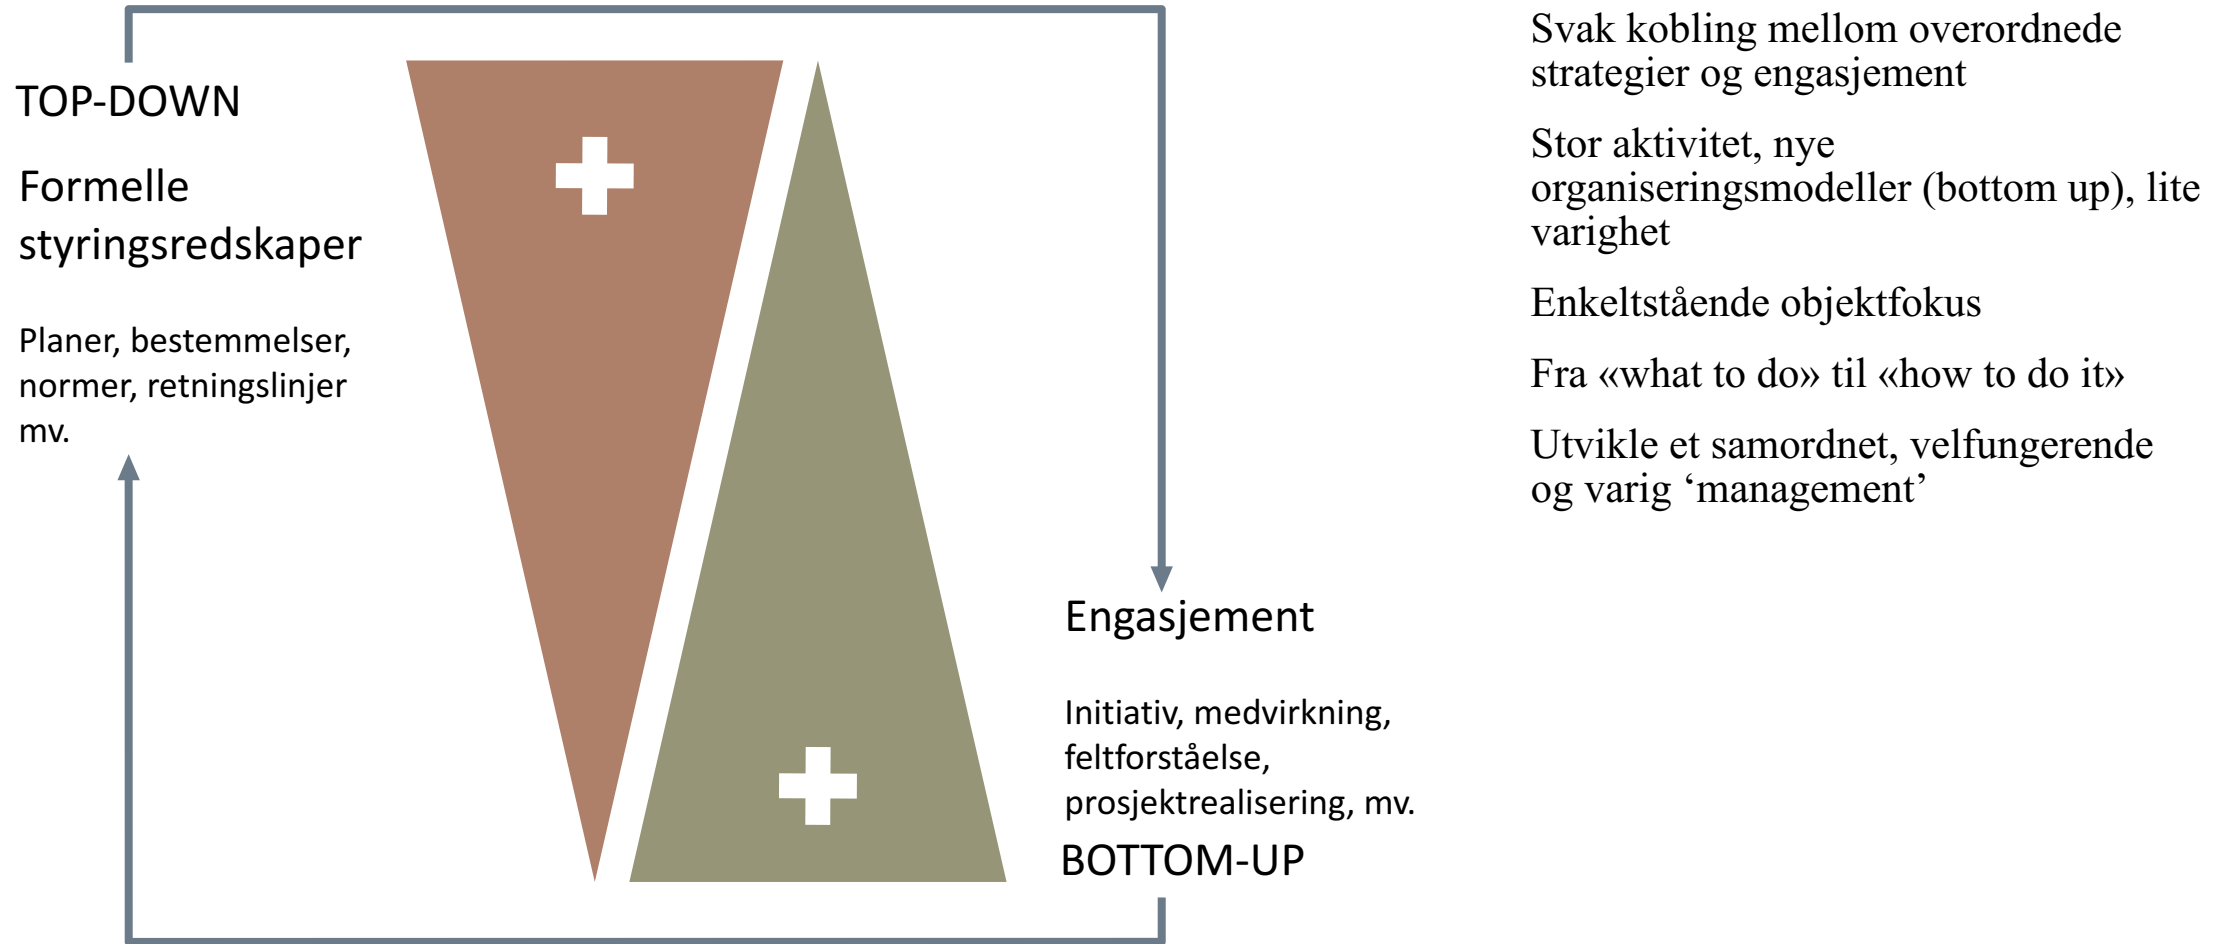 TOP-DOWN
Formelle
styringsredskaper
Planer, bestemmelser,
normer, retningslinjer
mv.
Engasjement
Initiativ, medvirkning,
feltforståelse,
prosjektrealisering, mv.
BOTTOM-UP
Svak kobling mellom overordnede
strategier og engasjement
Stor aktivitet, nye
organiseringsmodeller (bottom up), lite
varighet
Enkeltstående objektfokus
Fra «what to do» til «how to do it»
Utvikle et samordnet, velfungerende
og varig ‘management’